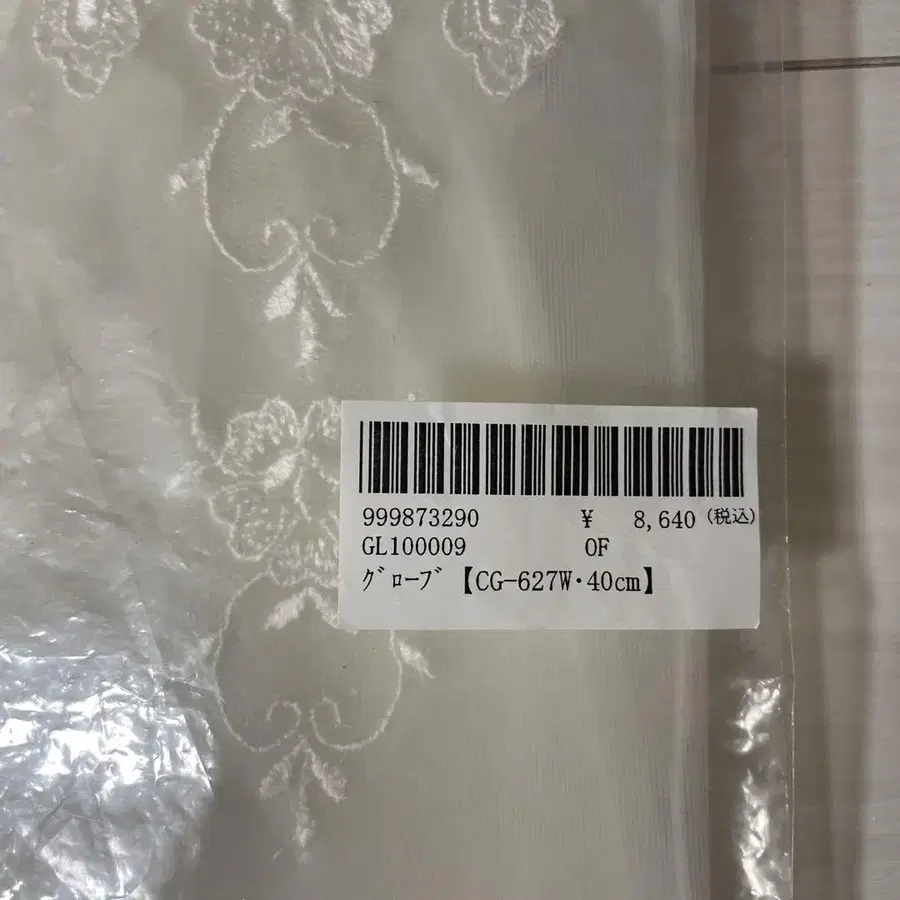 999873290 ¥ 8,640 (税込)
GL100009 OF
ｸﾞﾛｰﾌﾞ【CG-627W･40cm】